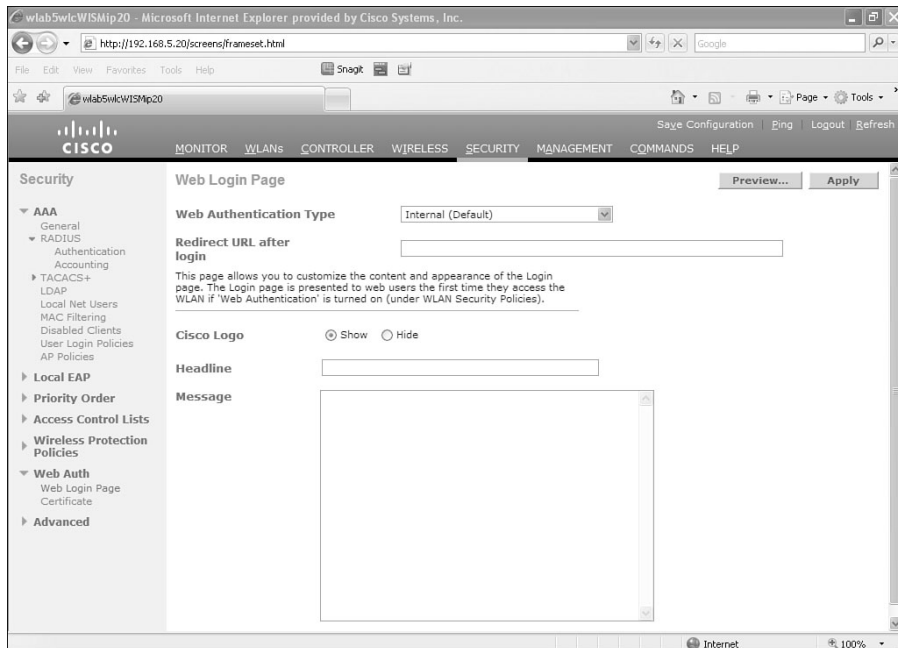 wlab5wlcWISMip20 - Microsoft Internet Explorer provided by Cisco Systems, Inc.
http://192.168.5.20/screens/frameset.html
Google
File Edit View Favorites Tools Help
Snagit
wlab5wlcWISMip20
Page
Tools
Save Configuration | Ping | Logout | Refresh
CISCO
MONITOR WLANs CONTROLLER WIRELESS SECURITY MANAGEMENT COMMANDS HELP
Security
AAA
General
RADIUS
Authentication
Accounting
TACACS+
LDAP
Local Net Users
MAC Filtering
Disabled Clients
User Login Policies
AP Policies
Local EAP
Priority Order
Access Control Lists
Wireless Protection
Policies
Web Auth
Web Login Page
Certificate
Advanced
Web Login Page
Preview...
Apply
Web Authentication Type
Internal (Default)
Redirect URL after
login
This page allows you to customize the content and appearance of the Login
page. The Login page is presented to web users the first time they access the
WLAN if 'Web Authentication' is turned on (under WLAN Security Policies).
Cisco Logo
Show
Hide
Headline
Message
Internet
100%